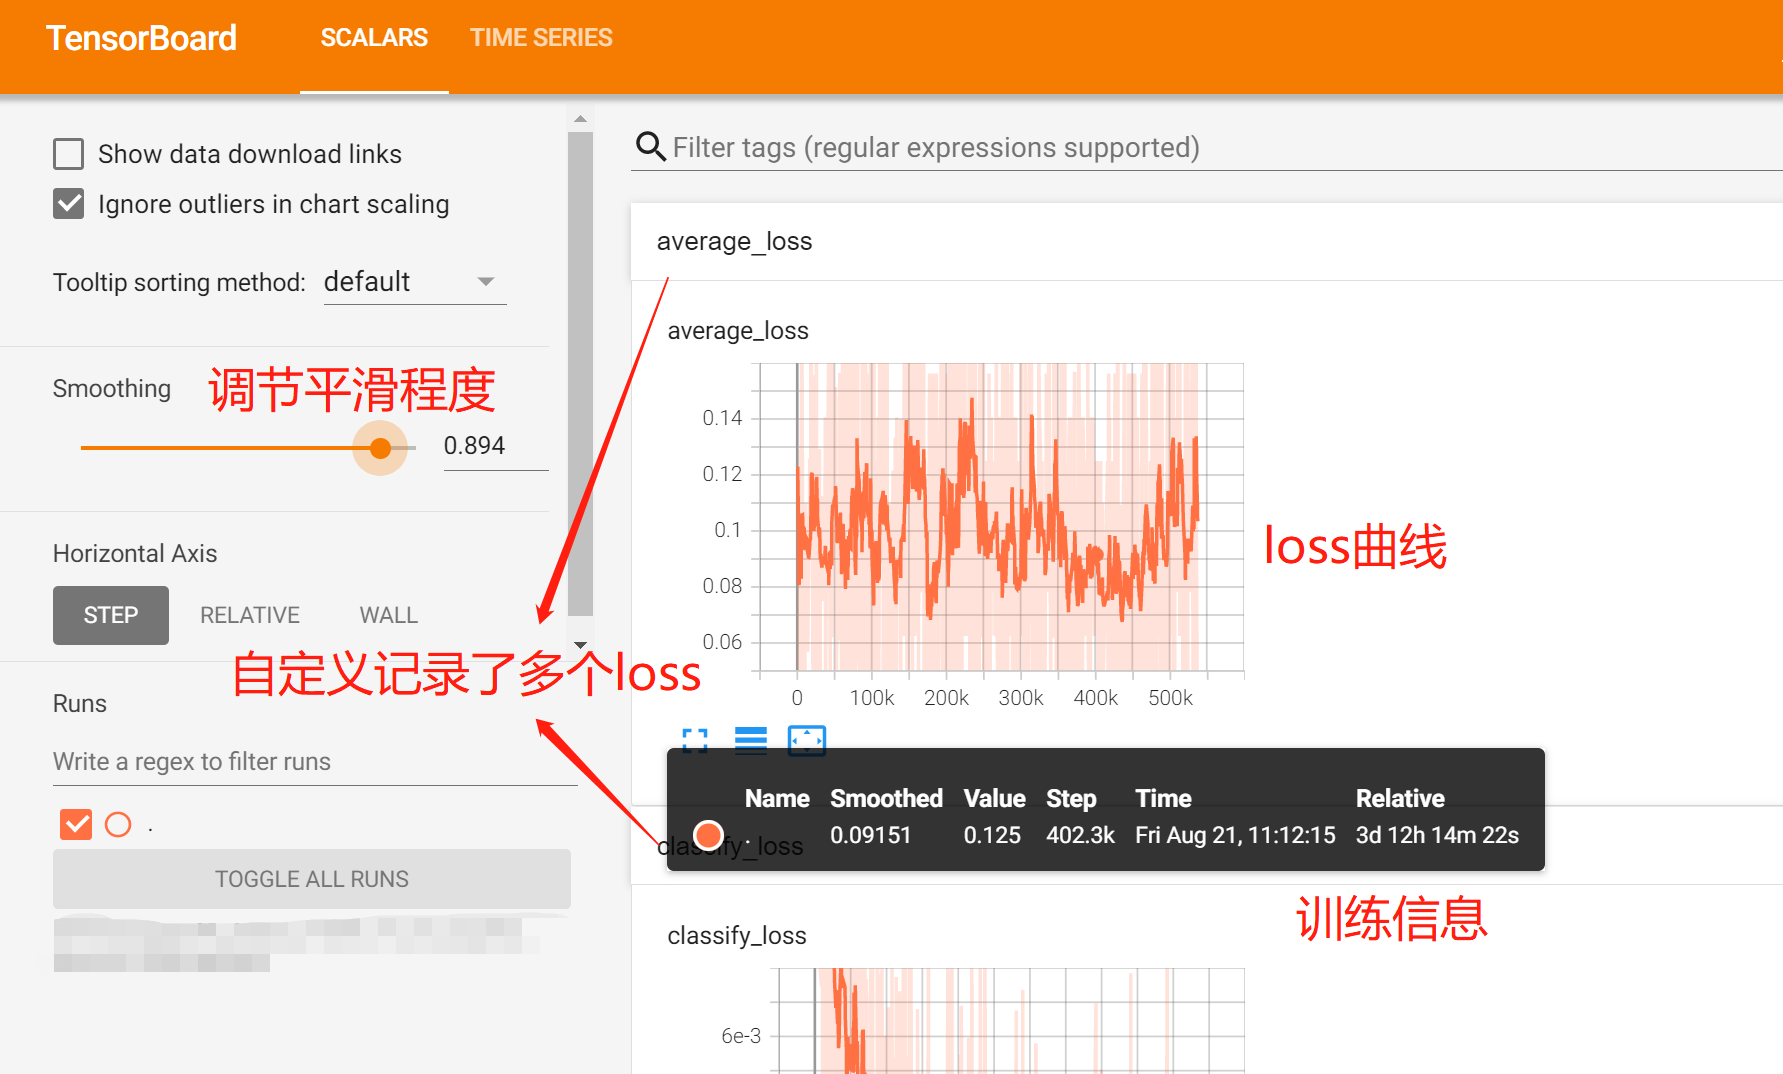 TensorBoard
SCALARS
TIME SERIES
Show data download links
Ignore outliers in chart scaling
Tooltip sorting method: default
Smoothing
调节平滑程度
0.894
Horizontal Axis
STEP
RELATIVE
WALL
自定义记录了多个loss
Runs
Write a regex to filter runs
.
TOGGLE ALL RUNS
Filter tags (regular expressions supported)
average_loss
average_loss
0.14
0.12
0.1
0.08
0.06
0 100k 200k 300k 400k 500k
loss曲线
Name Smoothed Value Step Time Relative
. 0.09151 0.125 402.3k Fri Aug 21, 11:12:15 3d 12h 14m 22s
classify_loss
训练信息
classify_loss
6e-3